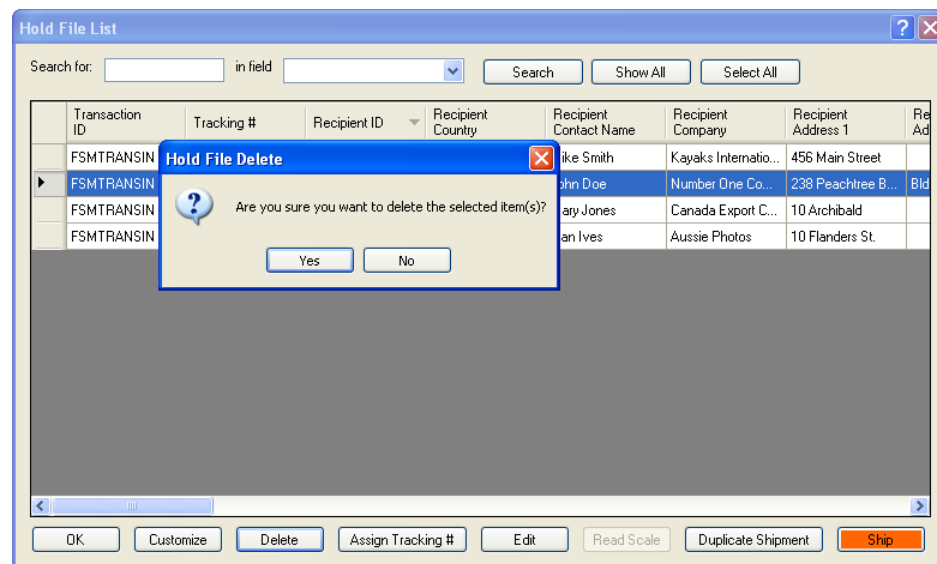 Hold File List
Search for: in field Search Show All Select All
Transaction ID Tracking # Recipient ID Recipient Country Recipient Contact Name Recipient Company Recipient Address 1 Re Ad
FSMTRANSIN ike Smith Kayaks Internatio... 456 Main Street
FSMTRANSIN ohn Doe Number One Co... 238 Peachtree B... Bld
FSMTRANSIN ary Jones Canada Export C... 10 Archibald
FSMTRANSIN an Ives Aussie Photos 10 Flanders St.
Hold File Delete
Are you sure you want to delete the selected item(s)?
Yes No
OK Customize Delete Assign Tracking # Edit Read Scale Duplicate Shipment Ship